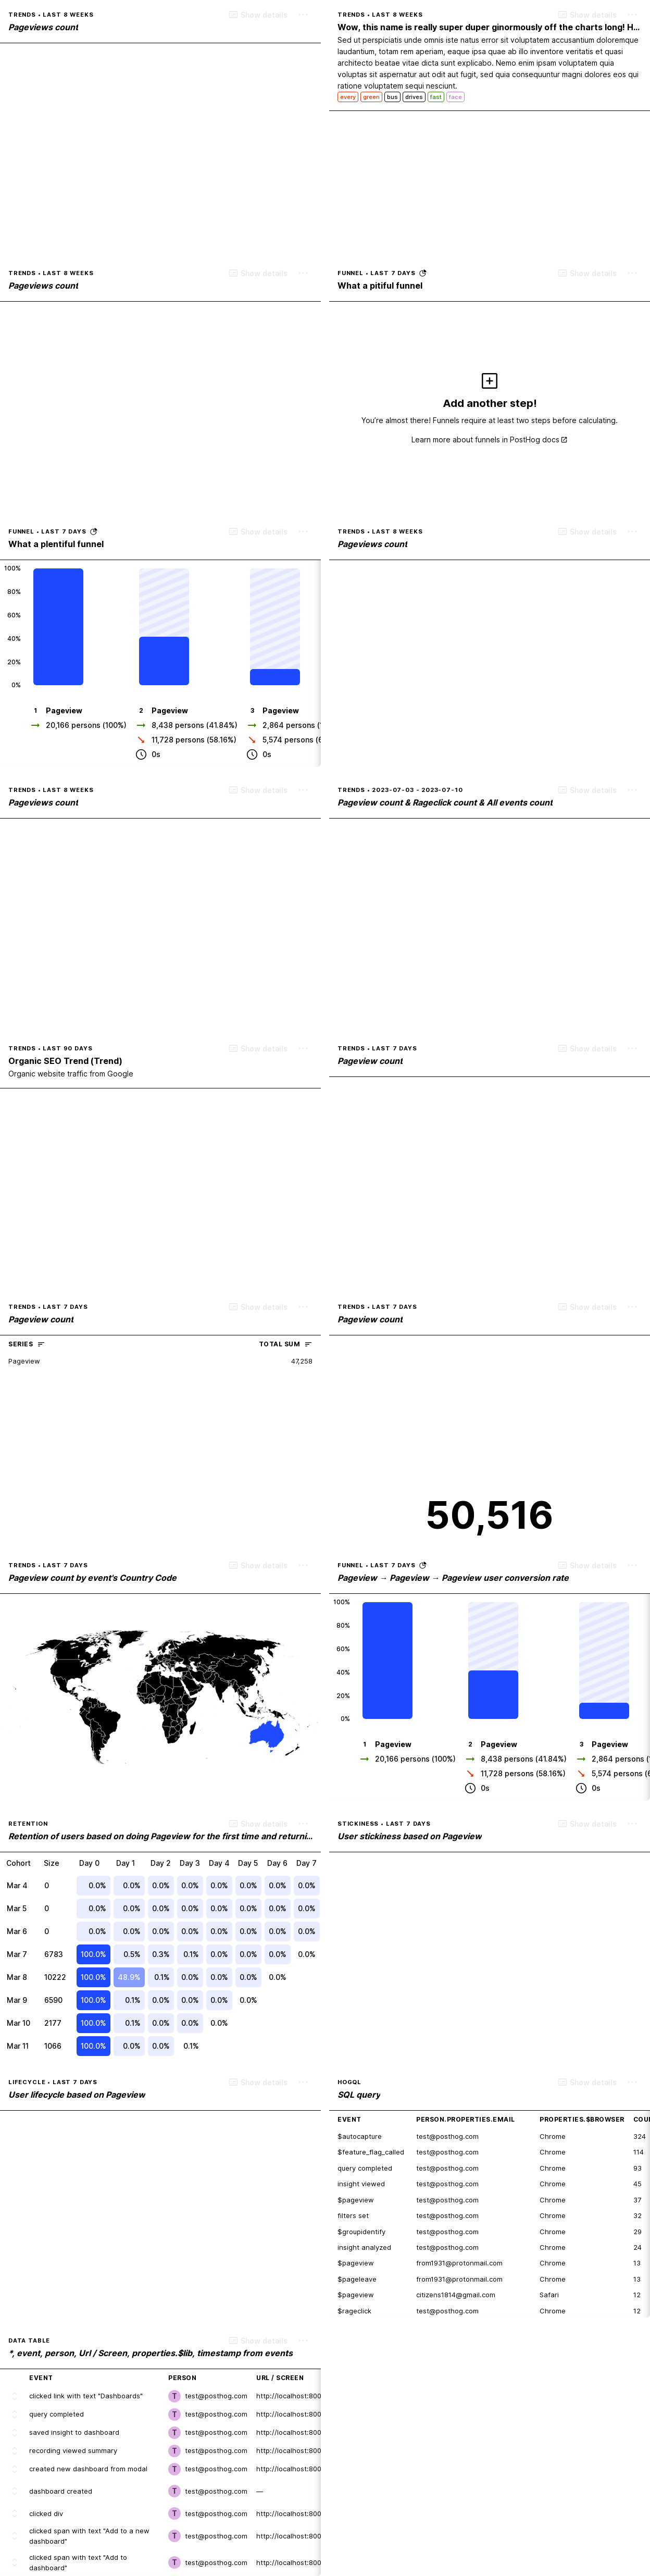 TRENDS • LAST 8 WEEKS
Show details
Pageviews count
TRENDS • LAST 8 WEEKS
Show details
Wow, this name is really super duper ginormously off the charts long! H...
Sed ut perspiciatis unde omnis iste natus error sit voluptatem accusantium doloremque
laudantium, totam rem aperiam, eaque ipsa quae ab illo inventore veritatis et quasi
architecto beatae vitae dicta sunt explicabo. Nemo enim ipsam voluptatem quia
voluptas sit aspernatur aut odit aut fugit, sed quia consequuntur magni dolores eos qui
ratione voluptatem sequi nesciunt.
every green bus drives fast face
TRENDS • LAST 8 WEEKS
Show details
Pageviews count
FUNNEL • LAST 7 DAYS
Show details
What a pitiful funnel
Add another step!
You're almost there! Funnels require at least two steps before calculating.
Learn more about funnels in PostHog docs
FUNNEL • LAST 7 DAYS
Show details
What a plentiful funnel
100%
80%
60%
40%
20%
0%
1 Pageview
20,166 persons (100%)
2 Pageview
8,438 persons (41.84%)
11,728 persons (58.16%)
0s
3 Pageview
2,864 persons (
5,574 persons (
0s
TRENDS • LAST 8 WEEKS
Show details
Pageviews count
TRENDS • LAST 8 WEEKS
Show details
Pageviews count
TRENDS • 2023-07-03 - 2023-07-10
Show details
Pageview count & Rageclick count & All events count
TRENDS • LAST 90 DAYS
Show details
Organic SEO Trend (Trend)
Organic website traffic from Google
TRENDS • LAST 7 DAYS
Show details
Pageview count
TRENDS • LAST 7 DAYS
Show details
Pageview count
SERIES TOTAL SUM
Pageview 47,258
TRENDS • LAST 7 DAYS
Show details
Pageview count
50,516
TRENDS • LAST 7 DAYS
Show details
Pageview count by event's Country Code
FUNNEL • LAST 7 DAYS
Show details
Pageview → Pageview → Pageview user conversion rate
100%
80%
60%
40%
20%
0%
1 Pageview
20,166 persons (100%)
2 Pageview
8,438 persons (41.84%)
11,728 persons (58.16%)
0s
3 Pageview
2,864 persons (
5,574 persons (
0s
RETENTION
Show details
Retention of users based on doing Pageview for the first time and returni...
Cohort Size Day 0 Day 1 Day 2 Day 3 Day 4 Day 5 Day 6 Day 7
Mar 4 0 0.0% 0.0% 0.0% 0.0% 0.0% 0.0% 0.0% 0.0%
Mar 5 0 0.0% 0.0% 0.0% 0.0% 0.0% 0.0% 0.0% 0.0%
Mar 6 0 0.0% 0.0% 0.0% 0.0% 0.0% 0.0% 0.0% 0.0%
Mar 7 6783 100.0% 0.5% 0.3% 0.1% 0.0% 0.0% 0.0% 0.0%
Mar 8 10222 100.0% 48.9% 0.1% 0.0% 0.0% 0.0% 0.0%
Mar 9 6590 100.0% 0.1% 0.0% 0.0% 0.0% 0.0%
Mar 10 2177 100.0% 0.1% 0.0% 0.0% 0.0%
Mar 11 1066 100.0% 0.0% 0.0% 0.1%
STICKINESS • LAST 7 DAYS
Show details
User stickiness based on Pageview
LIFECYCLE • LAST 7 DAYS
Show details
User lifecycle based on Pageview
HOGQL
Show details
SQL query
EVENT PERSON.PROPERTIES.EMAIL PROPERTIES.$BROWSER COU
$autocapture test@posthog.com Chrome 324
$feature_flag_called test@posthog.com Chrome 114
query completed test@posthog.com Chrome 93
insight viewed test@posthog.com Chrome 45
$pageview test@posthog.com Chrome 37
filters set test@posthog.com Chrome 32
$groupidentify test@posthog.com Chrome 29
insight analyzed test@posthog.com Chrome 24
$pageview from1931@protonmail.com Chrome 13
$pageleave from1931@protonmail.com Chrome 13
$pageview citizens1814@gmail.com Safari 12
$rageclick test@posthog.com Chrome 12
DATA TABLE
Show details
*, event, person, Url / Screen, properties.$lib, timestamp from events
EVENT PERSON URL / SCREEN
clicked link with text "Dashboards" T test@posthog.com http://localhost:800
query completed T test@posthog.com http://localhost:800
saved insight to dashboard T test@posthog.com http://localhost:800
recording viewed summary T test@posthog.com http://localhost:800
created new dashboard from modal T test@posthog.com http://localhost:800
dashboard created T test@posthog.com —
clicked div T test@posthog.com http://localhost:800
clicked span with text "Add to a new
dashboard" T test@posthog.com http://localhost:800
clicked span with text "Add to
dashboard" T test@posthog.com http://localhost:800